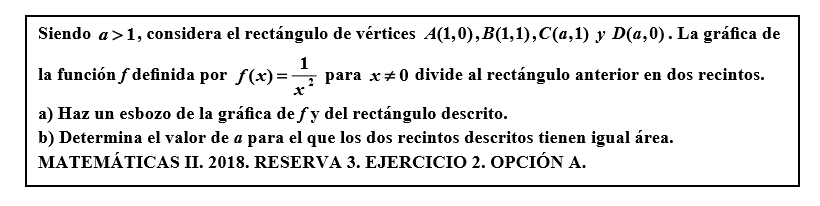 Siendo a > 1, considera el rectángulo de vértices A(1,0), B(1,1), C(a,1) y D(a,0). La gráfica de
la función f definida por f(x) = 1/x² para x ≠ 0 divide al rectángulo anterior en dos recintos.
a) Haz un esbozo de la gráfica de f y del rectángulo descrito.
b) Determina el valor de a para el que los dos recintos descritos tienen igual área.
MATEMÁTICAS II. 2018. RESERVA 3. EJERCICIO 2. OPCIÓN A.